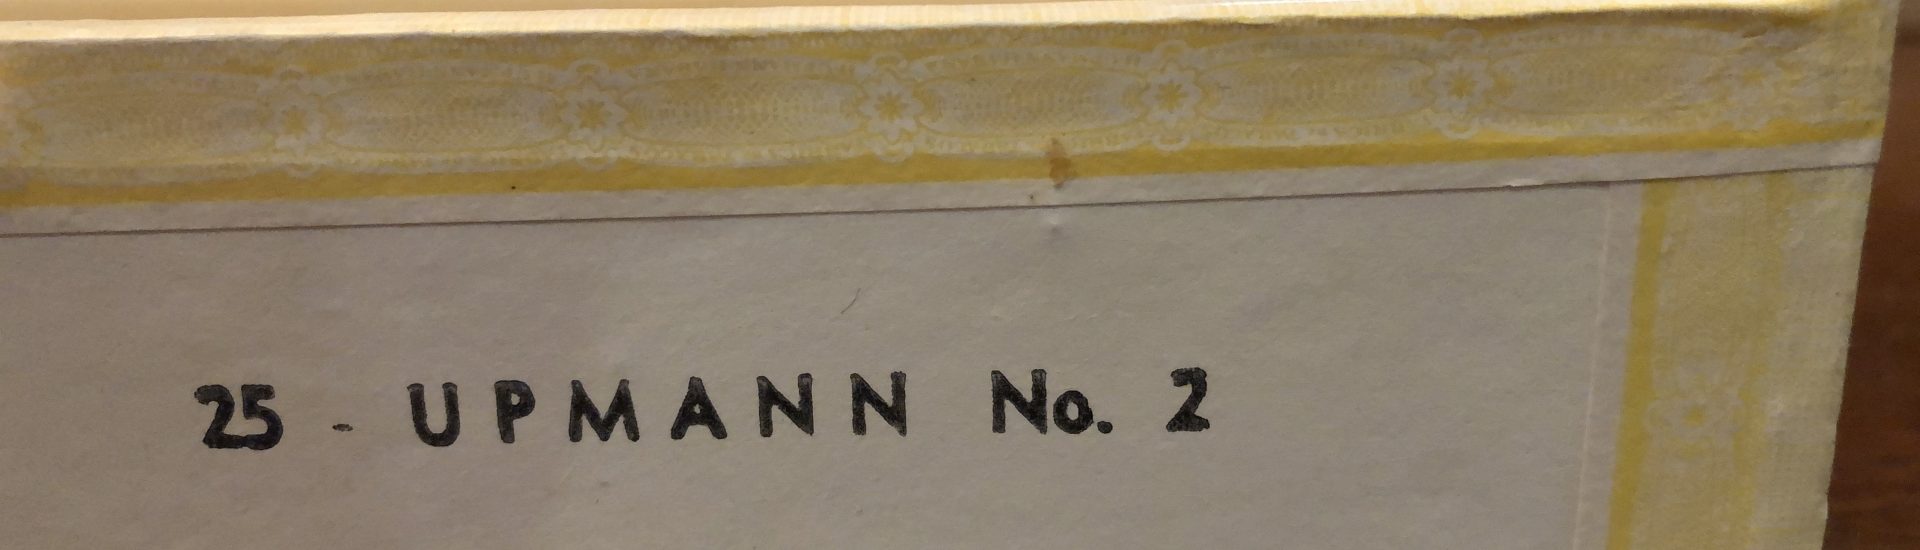 25 - UPMANN No. 2